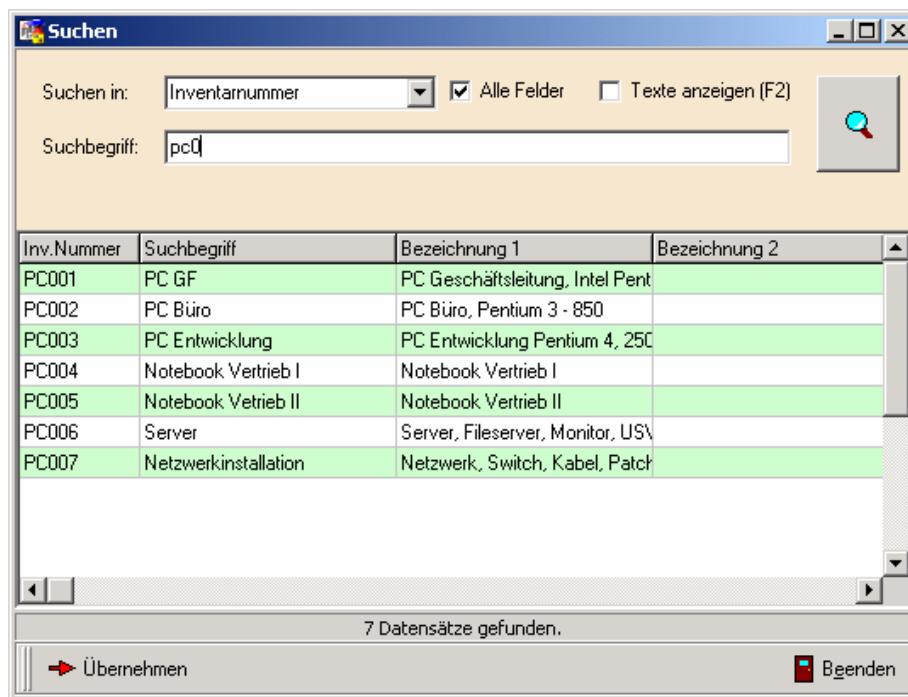 Suchen
Suchen in: Inventarnummer Alle Felder Texte anzeigen (F2)
Suchbegriff: pc0
Inv.Nummer Suchbegriff Bezeichnung 1 Bezeichnung 2
PC001 PC GF PC Geschäftsleitung, Intel Pent
PC002 PC Büro PC Büro, Pentium 3 - 850
PC003 PC Entwicklung PC Entwicklung Pentium 4, 250
PC004 Notebook Vertrieb I Notebook Vertrieb I
PC005 Notebook Vetrieb II Notebook Vertrieb II
PC006 Server Server, Fileserver, Monitor, USV
PC007 Netzwerkinstallation Netzwerk, Switch, Kabel, Patch
7 Datensätze gefunden.
Übernehmen Beenden